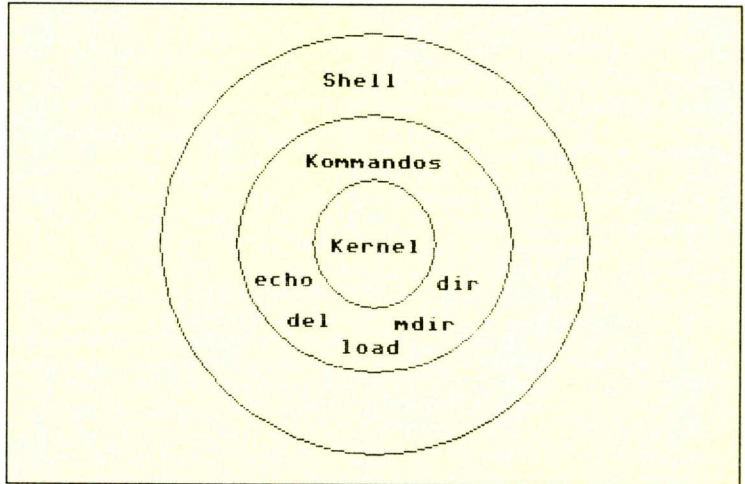 Shell
Kommandos
Kernel
echo dir
del mdir
load